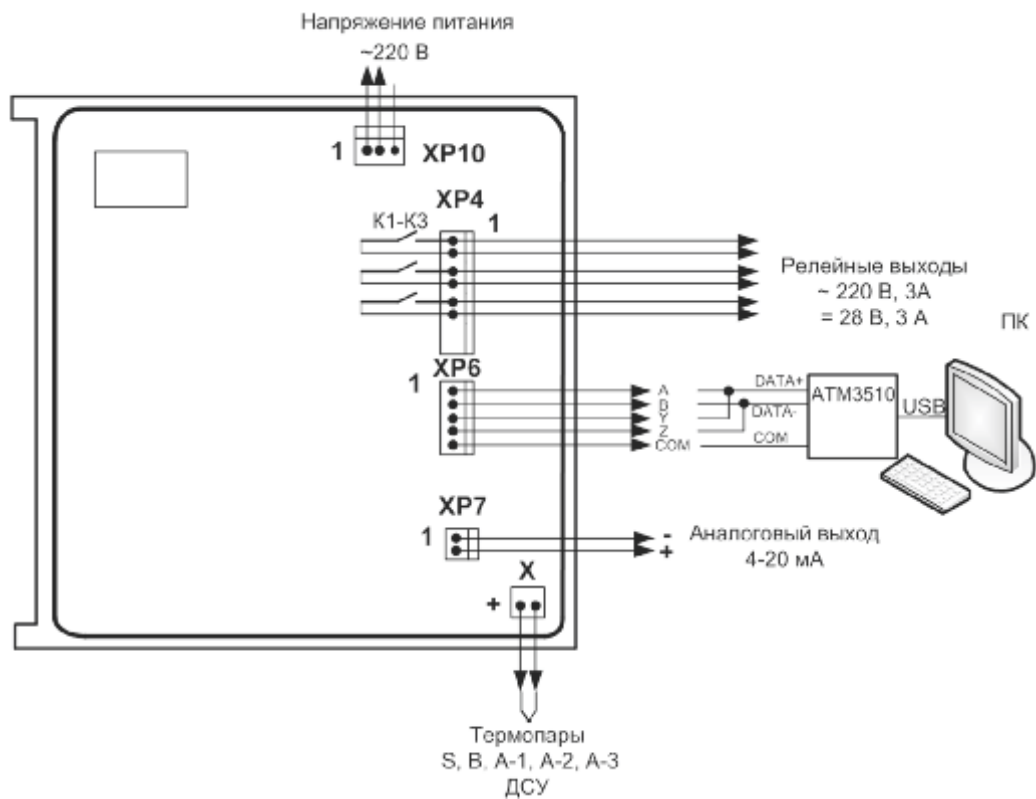 Напряжение питания
~220 В
1 XP10
XP4
К1-К3 1
Релейные выходы
~ 220 В, 3А
= 28 В, 3 А
ПК
XP6
1
A
B
Y
Z
COM
DATA+
DATA-
COM
ATM3510
USB
XP7
1
-
+
Аналоговый выход
4-20 мА
X
+
Термопары
S, B, A-1, A-2, A-3
ДСУ